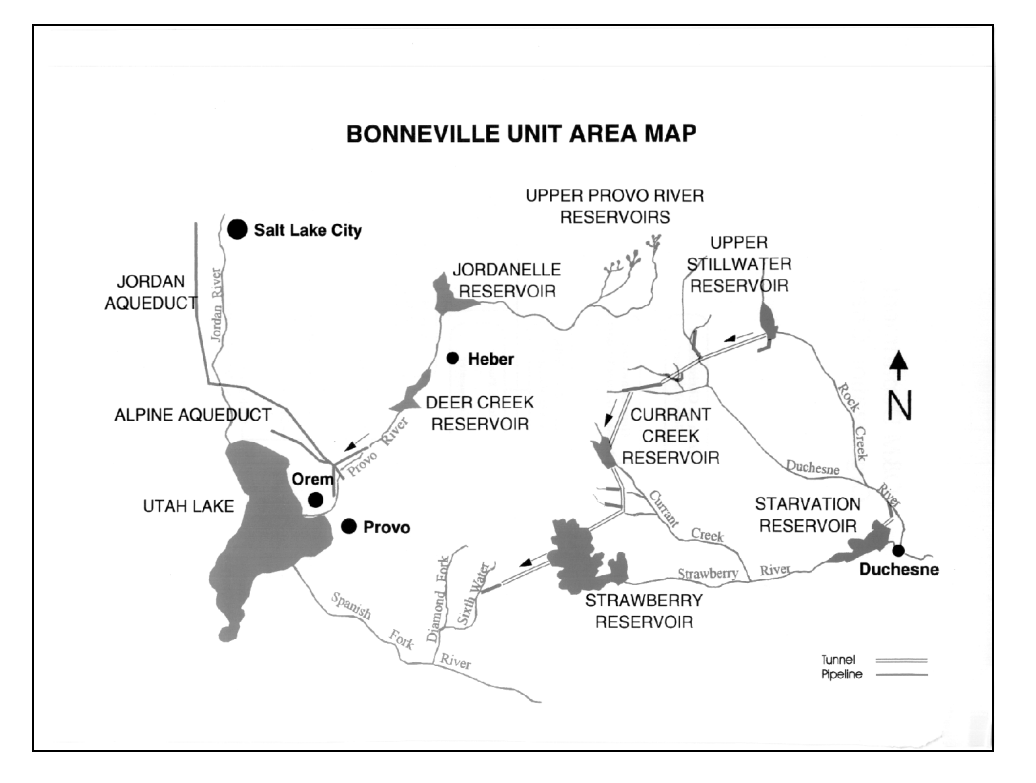 BONNEVILLE UNIT AREA MAP
UPPER PROVO RIVER
RESERVOIRS
Salt Lake City
UPPER
STILLWATER
RESERVOIR
JORDANELLE
RESERVOIR
JORDAN
AQUEDUCT
Jordan River
Heber
Rock
Creek
N
DEER CREEK
RESERVOIR
ALPINE AQUEDUCT
CURRANT
CREEK
RESERVOIR
Provo River
Duchesne
River
Orem
UTAH LAKE
STARVATION
RESERVOIR
Currant
Creek
Provo
Duchesne
Strawberry River
Diamond Fork
Sixth Water
STRAWBERRY
RESERVOIR
Spanish
Fork
River
Tunnel
Pipeline